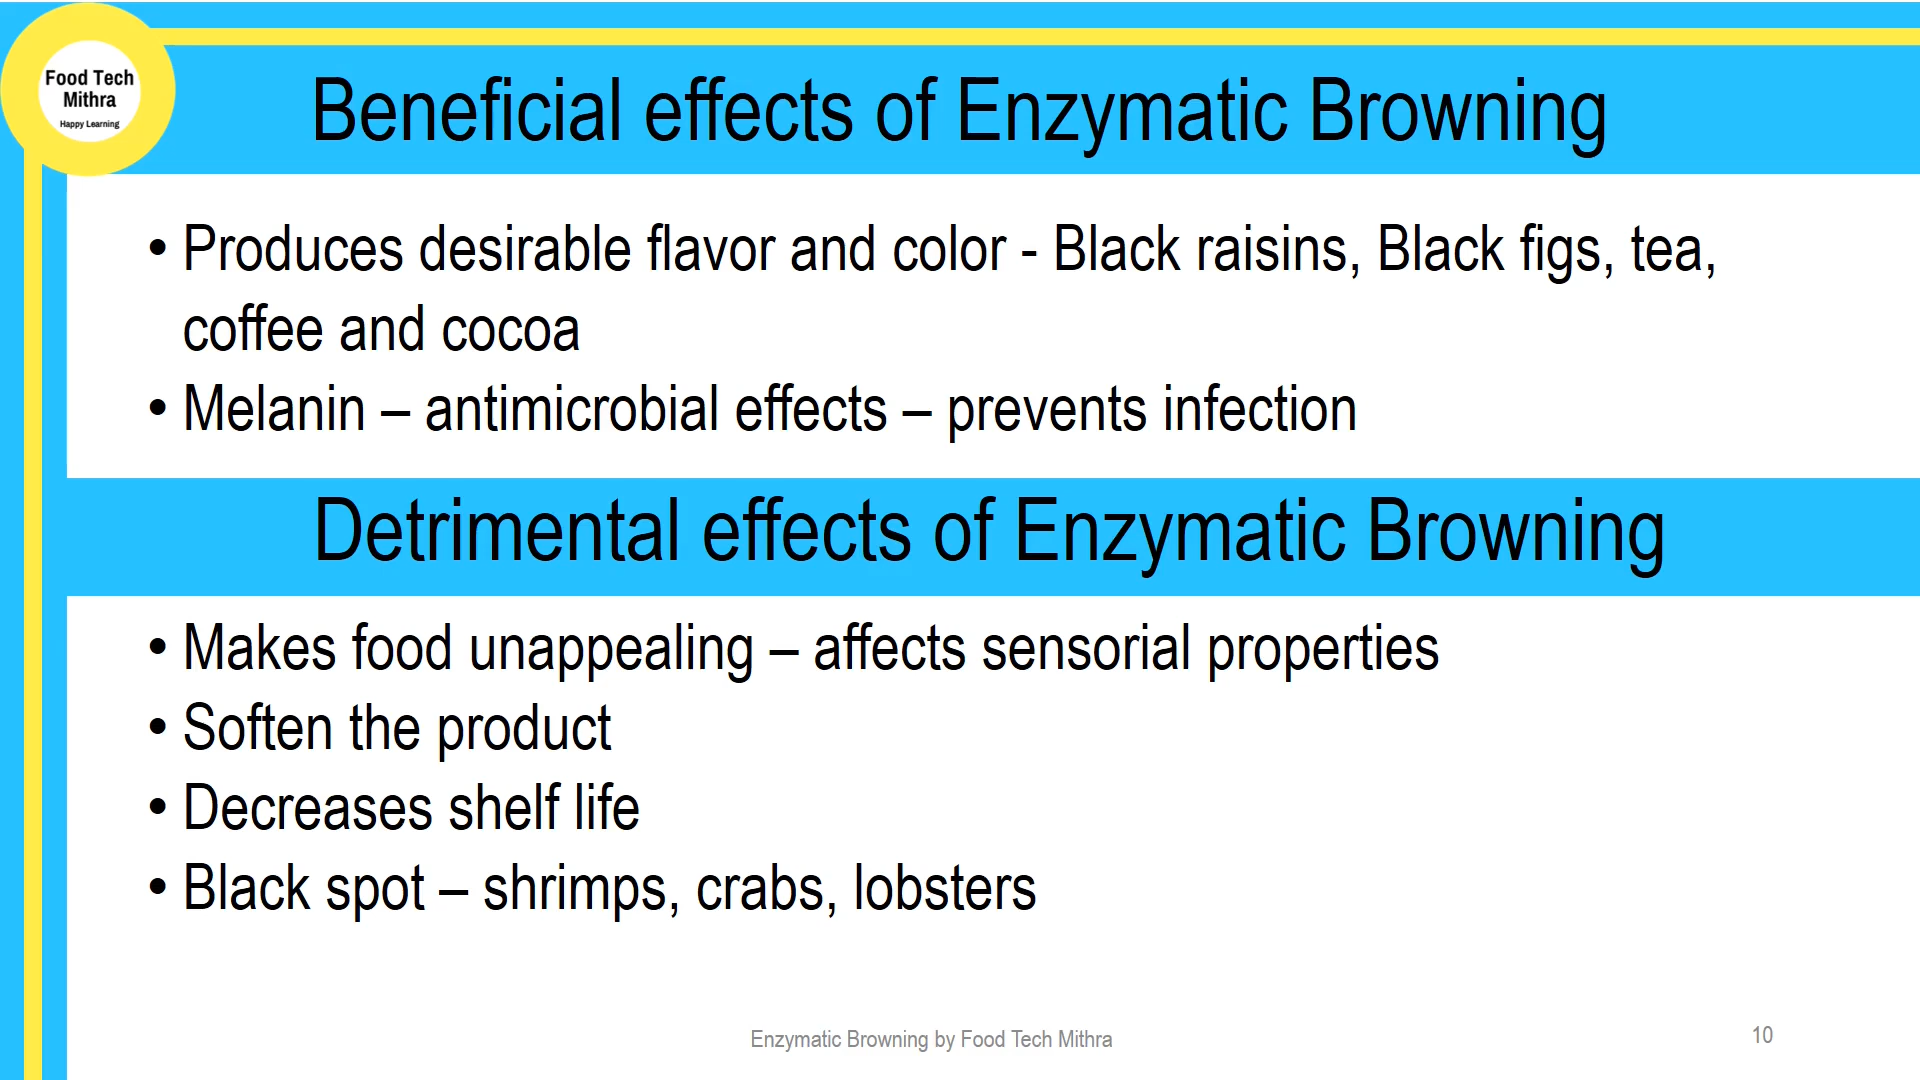 Food Tech
Mithra
Happy Learning
Beneficial effects of Enzymatic Browning
• Produces desirable flavor and color - Black raisins, Black figs, tea,
coffee and cocoa
• Melanin – antimicrobial effects – prevents infection
Detrimental effects of Enzymatic Browning
• Makes food unappealing – affects sensorial properties
• Soften the product
• Decreases shelf life
• Black spot – shrimps, crabs, lobsters
Enzymatic Browning by Food Tech Mithra
10